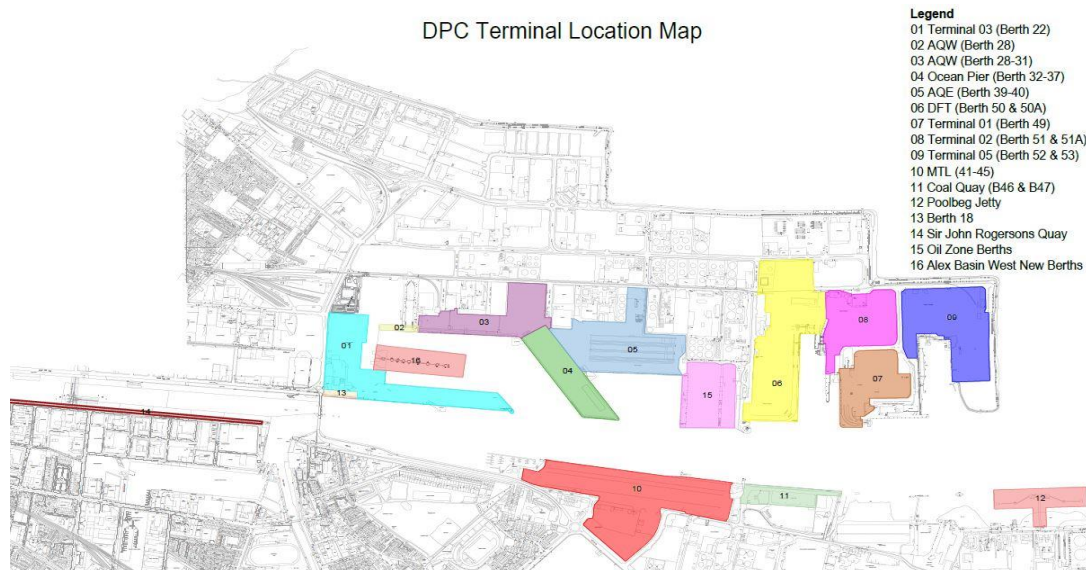 DPC Terminal Location Map
Legend
01 Terminal 03 (Berth 22)
02 AQW (Berth 28)
03 AQW (Berth 28-31)
04 Ocean Pier (Berth 32-37)
05 AQE (Berth 39-40)
06 DFT (Berth 50 & 50A)
07 Terminal 01 (Berth 49)
08 Terminal 02 (Berth 51 & 51A)
09 Terminal 05 (Berth 52 & 53)
10 MTL (41-45)
11 Coal Quay (B46 & B47)
12 Poolbeg Jetty
13 Berth 18
14 Sir John Rogersons Quay
15 Oil Zone Berths
16 Alex Basin West New Berths
02
03
08
09
01
05
16
04
07
06
13
15
14
10
11
12